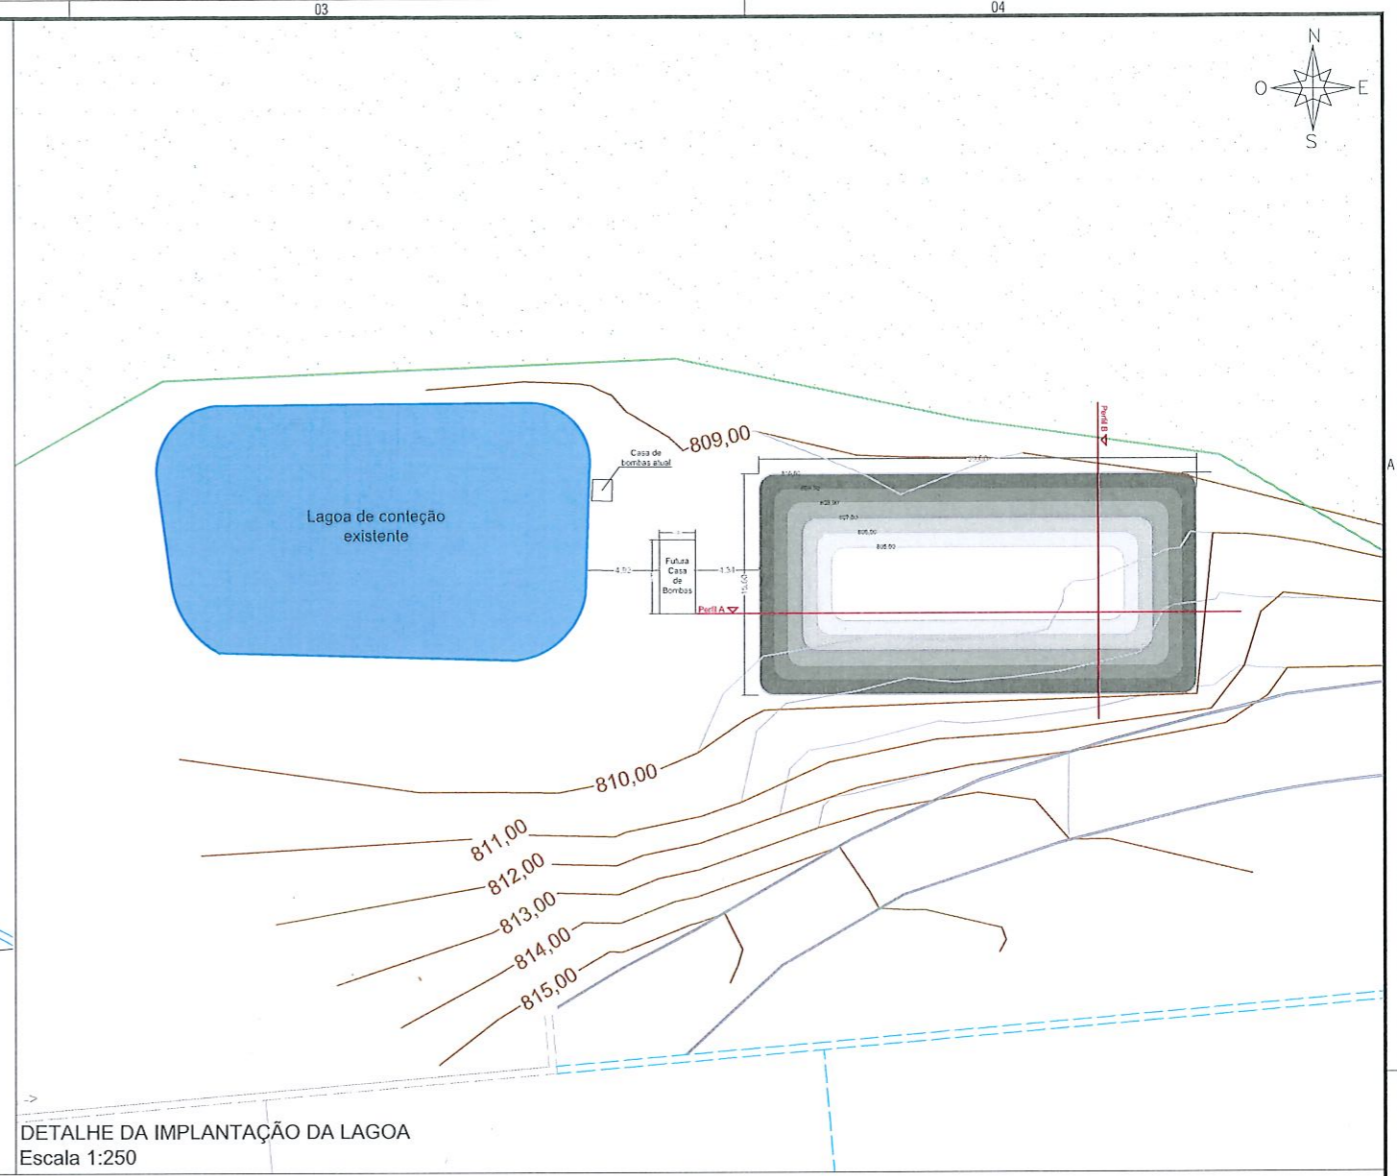 03
04
N
O
E
S
809,00
Casa de
bombas atual
A
Perfil B
Lagoa de conteção
existente
Futura
Casa
de
Bombas
4,92
15,00
Perfil A
810,00
811,00
812,00
813,00
814,00
815,00
DETALHE DA IMPLANTAÇÃO DA LAGOA
Escala 1:250